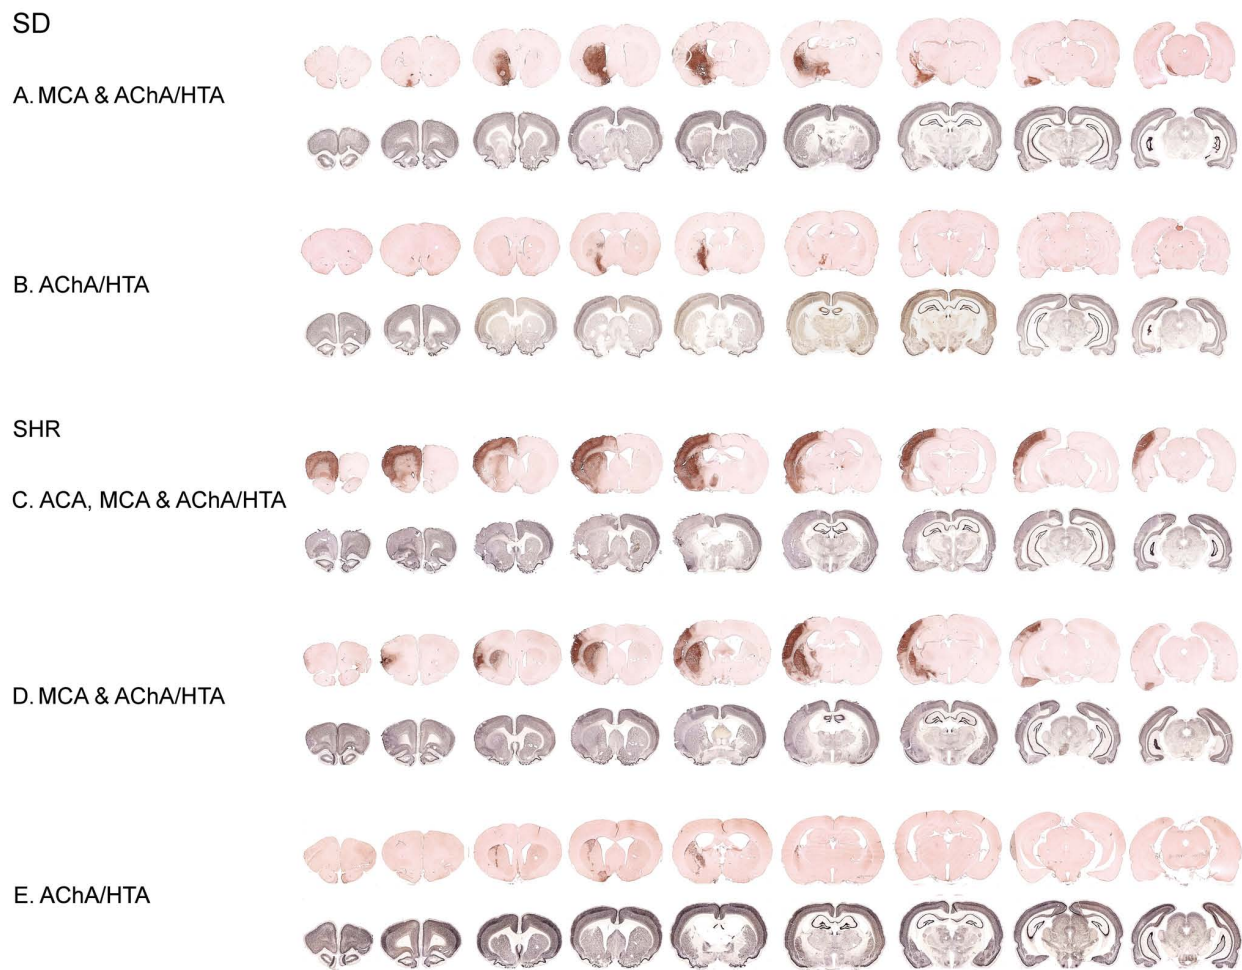 SD
A. MCA & AChA/HTA
B. AChA/HTA
SHR
C. ACA, MCA & AChA/HTA
D. MCA & AChA/HTA
E. AChA/HTA